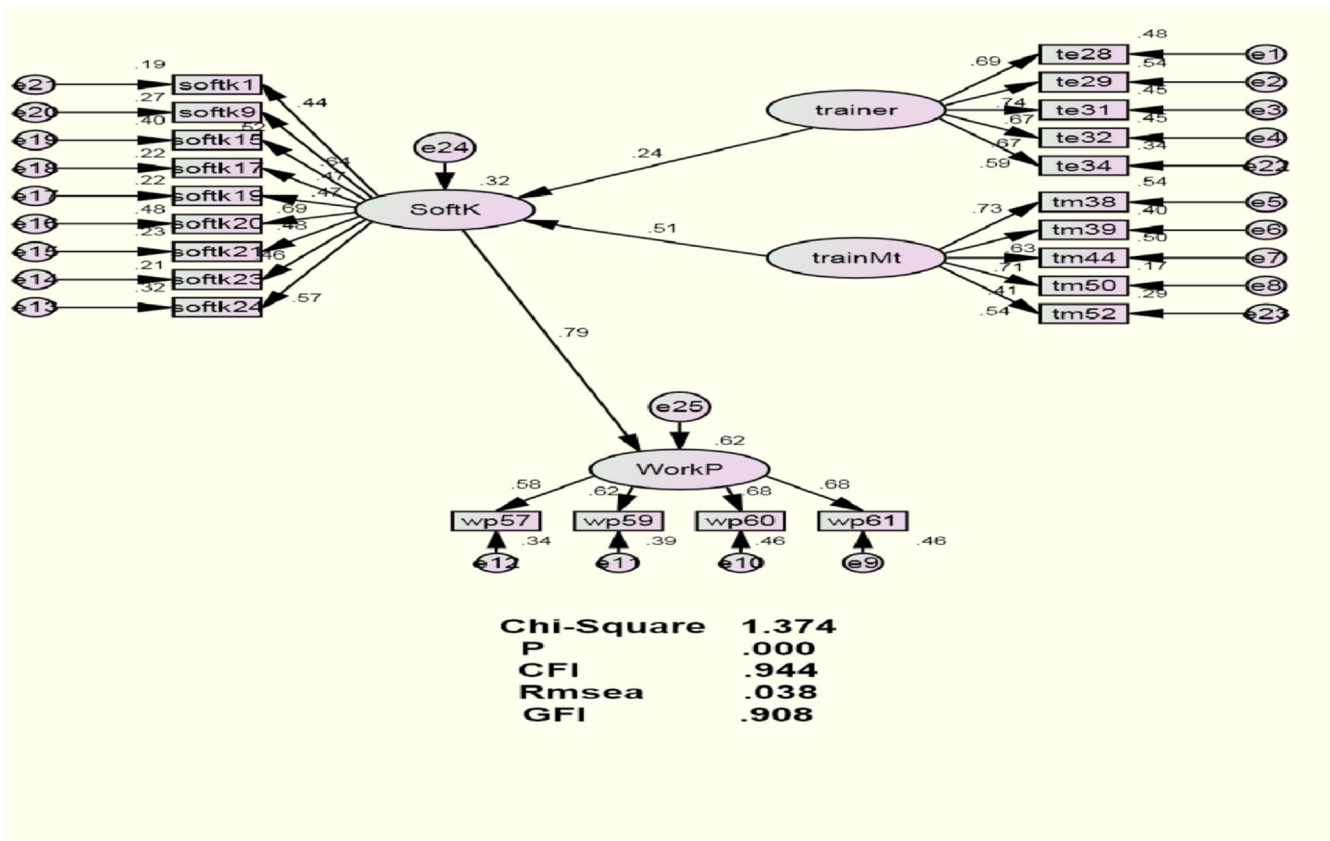 .19
e21 softk1 .44
.27
e20 softk9 .52
.40
e19 softk15 .64
.22
e18 softk17 .47
.22
e17 softk19 .47
.48
e16 softk20 .69
.23
e15 softk21 .48
.21
e14 softk23 .46
.32
e13 softk24 .57
e24
.32
SoftK
.24
.51
.79
trainer
.48
.69 te28 e1
.54
.74 te29 e2
.45
.67 te31 e3
.45
.67 te32 e4
.34
.59 te34 e22
trainMt
.54
.73 tm38 e5
.40
.63 tm39 e6
.50
.71 tm44 e7
.17
.41 tm50 e8
.29
.54 tm52 e23
e25
.62
WorkP
.58 .62 .68 .68
wp57 wp59 wp60 wp61
.34 .39 .46 .46
e12 e11 e10 e9
Chi-Square 1.374
P .000
CFI .944
Rmsea .038
GFI .908